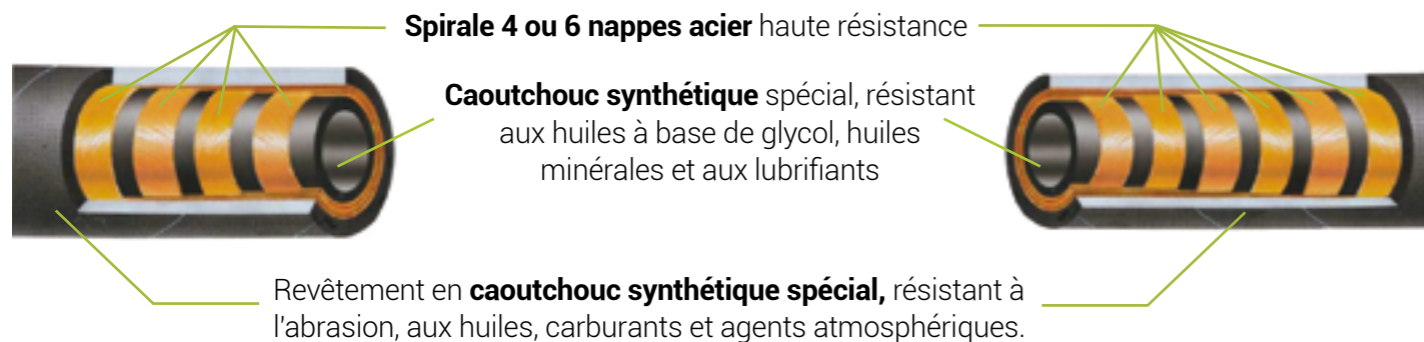 Spirale 4 ou 6 nappes acier haute résistance
Caoutchouc synthétique spécial, résistant
aux huiles à base de glycol, huiles
minérales et aux lubrifiants
Revêtement en caoutchouc synthétique spécial, résistant à
l'abrasion, aux huiles, carburants et agents atmosphériques.